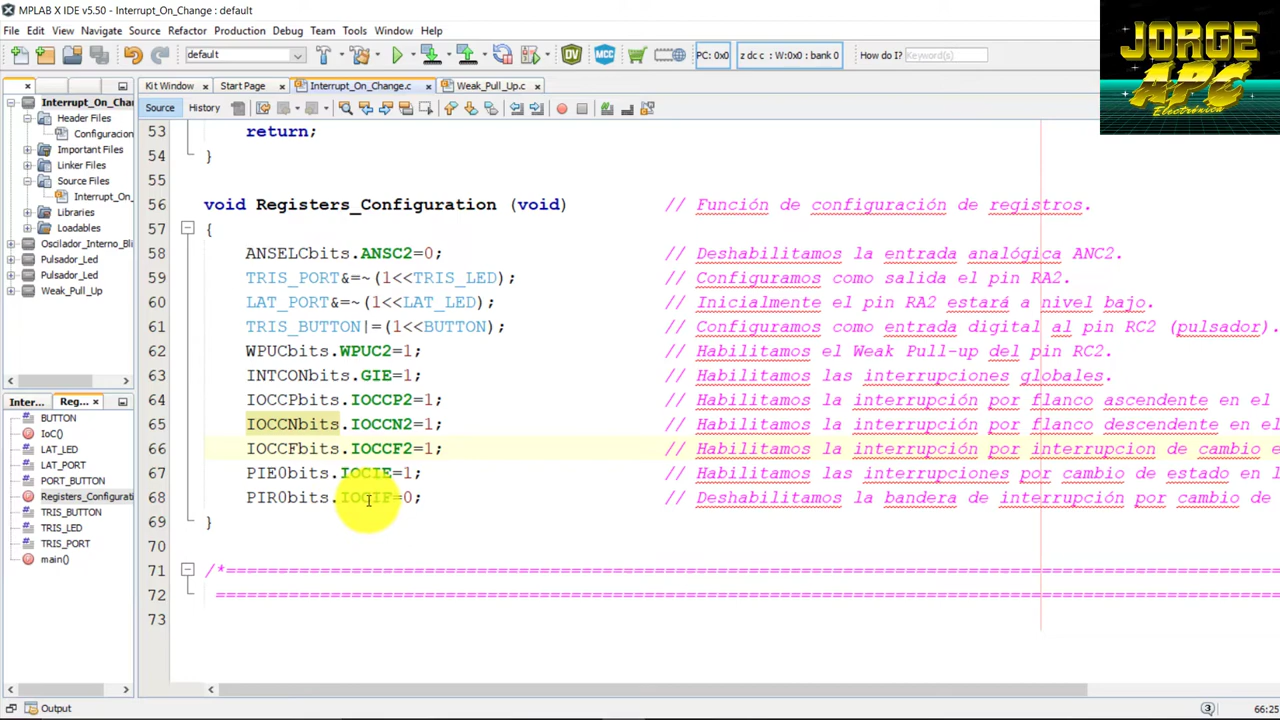 MPLAB X IDE v5.50 - Interrupt_On_Change : default
File Edit View Navigate Source Refactor Production Debug Team Tools Window Help
default
DV MCC PC: 0x0 z dc c : W:0x0 : bank 0 How do I? Keyword(s)
JORGE
APC
Electrónica
Kit Window Start Page Interrupt_On_Change.c Weak_Pull_Up.c
Source History
Interrupt_On_Chan
Header Files
Configuracion
Important Files
Linker Files
Source Files
Interrupt_On_
Libraries
Loadables
Oscilador_Interno_Bli
Pulsador_Led
Pulsador_Led
Weak_Pull_Up
Inter... Reg...
BUTTON
IoC()
LAT_LED
LAT_PORT
PORT_BUTTON
Registers_Configurati
TRIS_BUTTON
TRIS_LED
TRIS_PORT
main()
53 return;
54 }
55
56 void Registers_Configuration (void) // Función de configuración de registros.
57 {
58 ANSELCbits.ANSC2=0; // Deshabilitamos la entrada analógica ANC2.
59 TRIS_PORT&=~(1<<TRIS_LED); // Configuramos como salida el pin RA2.
60 LAT_PORT&=~(1<<LAT_LED); // Inicialmente el pin RA2 estará a nivel bajo.
61 TRIS_BUTTON|=(1<<BUTTON); // Configuramos como entrada digital al pin RC2 (pulsador).
62 WPUCbits.WPUC2=1; // Habilitamos el Weak Pull-up del pin RC2.
63 INTCONbits.GIE=1; // Habilitamos las interrupciones globales.
64 IOCCPbits.IOCCP2=1; // Habilitamos la interrupción por flanco ascendente en el
65 IOCCNbits.IOCCN2=1; // Habilitamos la interrupción por flanco descendente en el
66 IOCCFbits.IOCCF2=1; // Habilitamos la interrupción por interrupcion de cambio e
67 PIE0bits.IOCIE=1; // Habilitamos las interrupciones por cambio de estado en l
68 PIR0bits.IOCIF=0; // Deshabilitamos la bandera de interrupción por cambio de
69 }
70
71 /*==================================================================================
72 ==================================================================================
73
Output 3 66:25